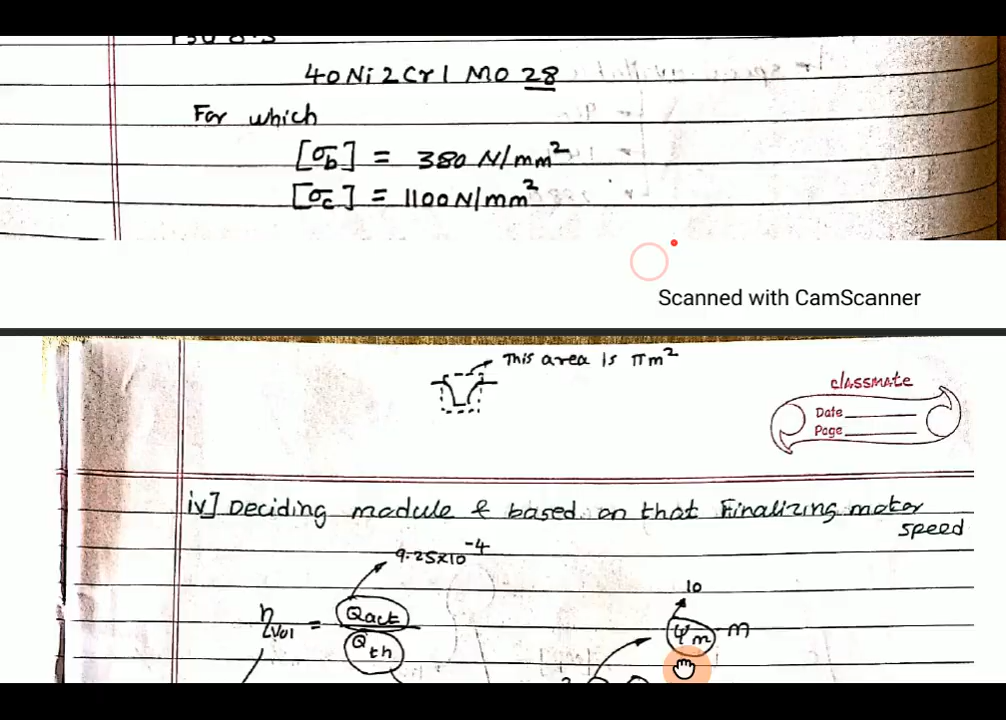 40 Ni 2 Cr 1 MO 28
For which
[σb] = 380 N/mm²
[σc] = 1100 N/mm²
Scanned with CamScanner
This area is πm²
classmate
Date
Page
iv] Deciding module & based on that Finalizing motor
speed
9.25x10⁻⁴
10
ηvol = Qact
Qth
ψm m